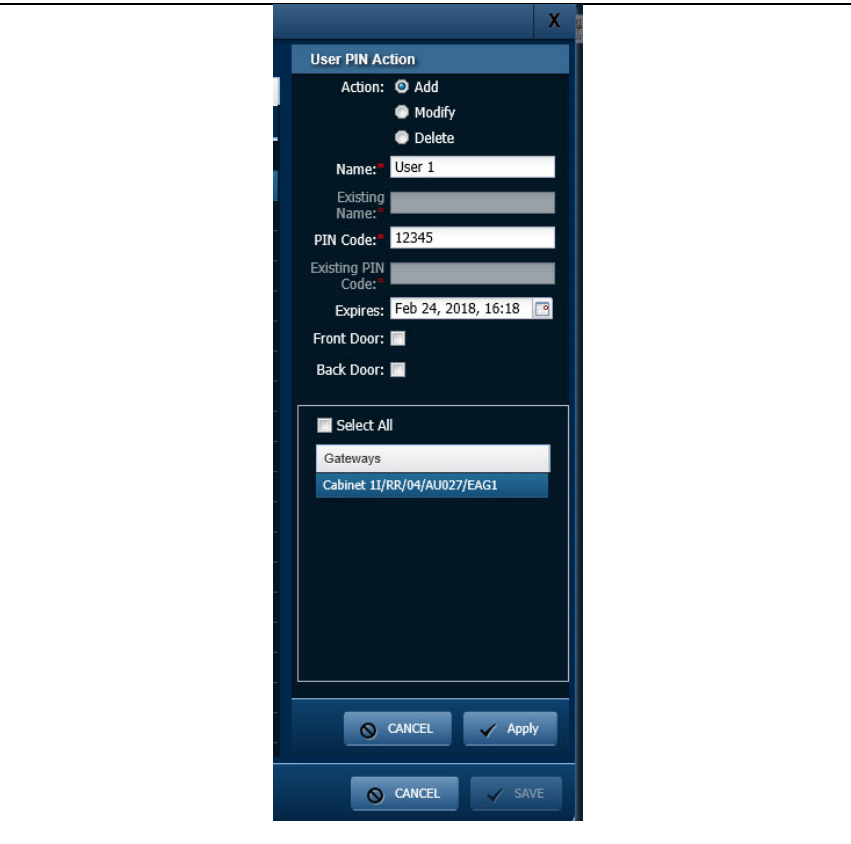 X
User PIN Action
Action: Add
Modify
Delete
Name:* User 1
Existing
Name:*
PIN Code:* 12345
Existing PIN
Code:*
Expires: Feb 24, 2018, 16:18
Front Door:
Back Door:
Select All
Gateways
Cabinet 1I/RR/04/AU027/EAG1
CANCEL Apply
CANCEL SAVE